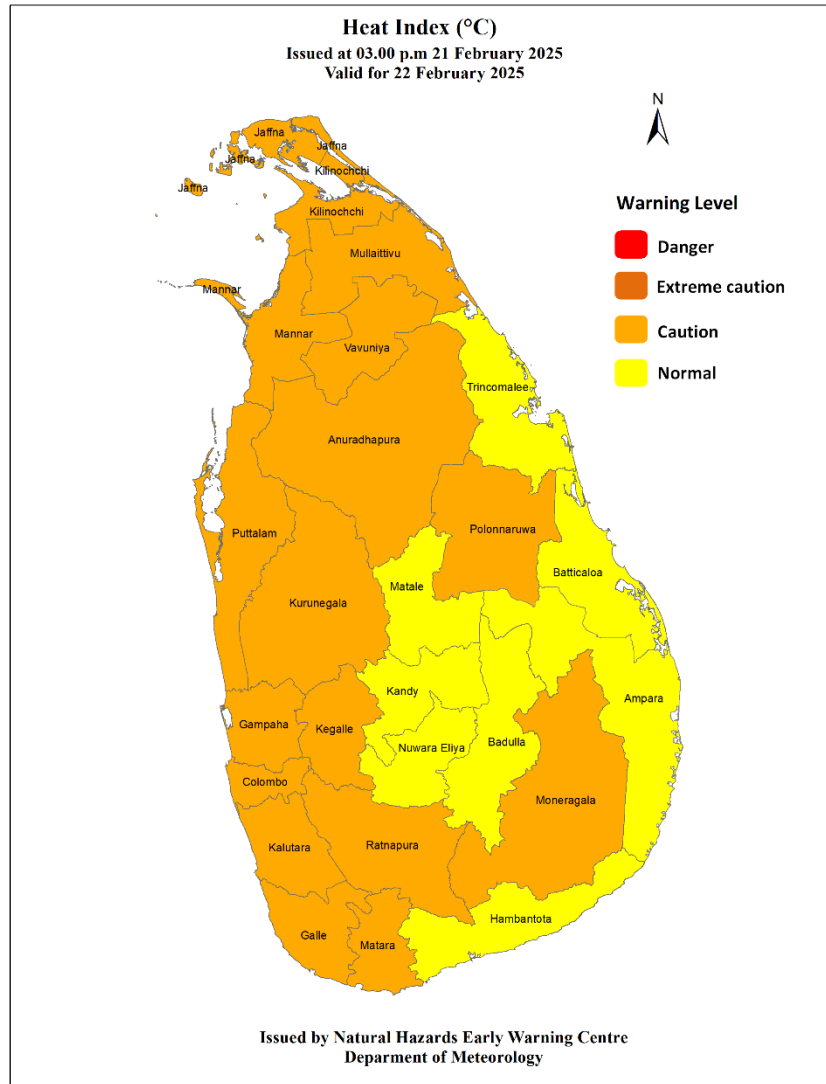 Heat Index (°C)
Issued at 03.00 p.m 21 February 2025
Valid for 22 February 2025
N
Jaffna
Jaffna
Jaffna
Kilinochchi
Jaffna
Kilinochchi
Mullaittivu
Mannar
Mannar
Vavuniya
Trincomalee
Anuradhapura
Polonnaruwa
Puttalam
Batticaloa
Matale
Kurunegala
Kandy
Ampara
Gampaha
Kegalle
Nuwara Eliya
Badulla
Colombo
Moneragala
Kalutara
Ratnapura
Hambantota
Galle
Matara
Warning Level
Danger
Extreme caution
Caution
Normal
Issued by Natural Hazards Early Warning Centre
Deparment of Meteorology